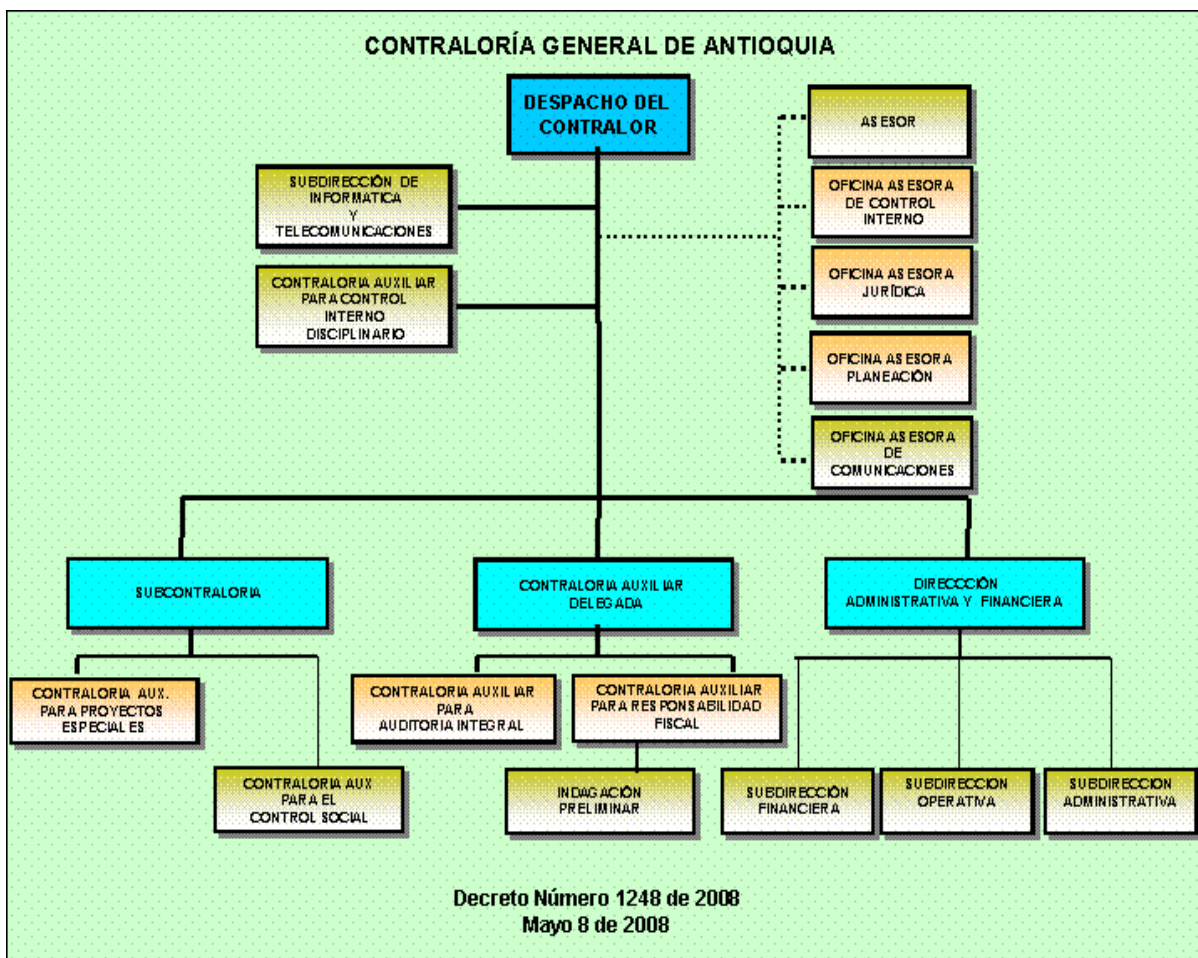 CONTRALORÍA GENERAL DE ANTIOQUIA
DESPACHO DEL
CONTRALOR
ASESOR
SUBDIRECCIÓN DE
INFORMATICA
Y
TELECOMUNICACIONES
OFICINA ASESORA
DE CONTROL
INTERNO
CONTRALORIA AUXILIAR
PARA CONTROL
INTERNO
DISCIPLINARIO
OFICINA ASESORA
JURÍDICA
OFICINA ASESORA
PLANEACIÓN
OFICINA ASESORA
DE
COMUNICACIONES
SUBCONTRALORIA
CONTRALORIA AUXILIAR
DELEGADA
DIRECCCIÓN
ADMINISTRATIVA Y FINANCIERA
CONTRALORIA AUX.
PARA PROYECTOS
ESPECIALES
CONTRALORIA AUXILIAR
PARA
AUDITORIA INTEGRAL
CONTRALORIA AUXILIAR
PARA RESPONSABILIDAD
FISCAL
CONTRALORIA AUX
PARA EL
CONTROL SOCIAL
INDAGACIÓN
PRELIMINAR
SUBDIRECCIÓN
FINANCIERA
SUBDIRECCION
OPERATIVA
SUBDIRECCION
ADMINISTRATIVA
Decreto Número 1248 de 2008
Mayo 8 de 2008